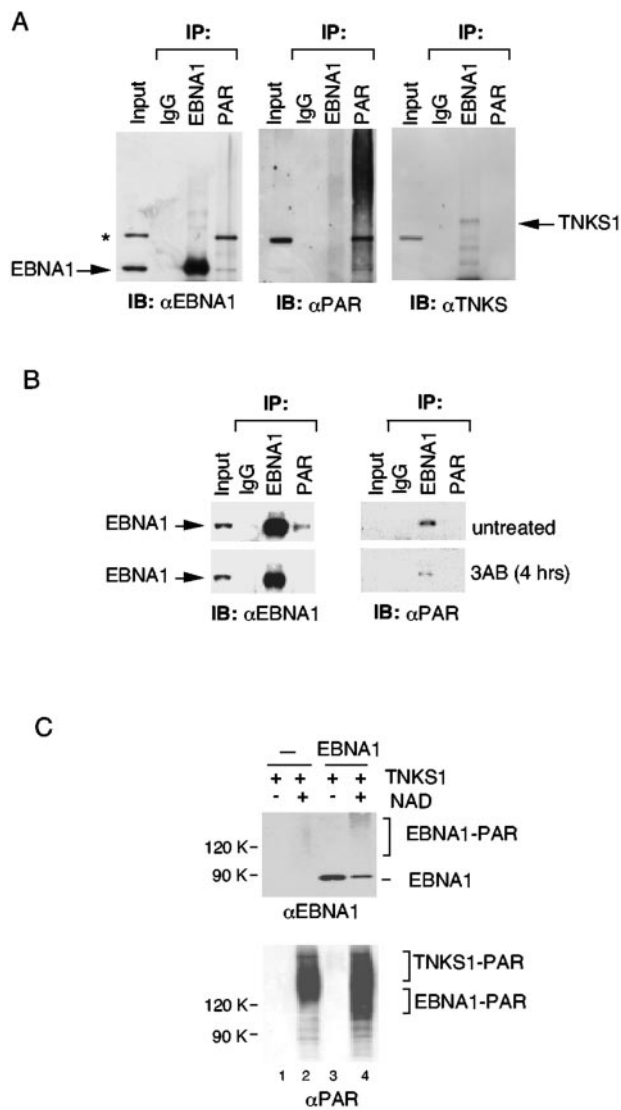 A
IP: IP: IP:
Input IgG EBNA1 PAR Input IgG EBNA1 PAR Input IgG EBNA1 PAR
*
TNKS1
EBNA1
IB: αEBNA1 IB: αPAR IB: αTNKS
B
IP: IP:
Input IgG EBNA1 PAR Input IgG EBNA1 PAR
EBNA1 untreated
EBNA1 3AB (4 hrs)
IB: αEBNA1 IB: αPAR
C
— EBNA1
+ + + + TNKS1
- + - + NAD
EBNA1-PAR
120 K–
90 K– – EBNA1
αEBNA1
TNKS1-PAR
120 K– EBNA1-PAR
90 K–
1 2 3 4
αPAR